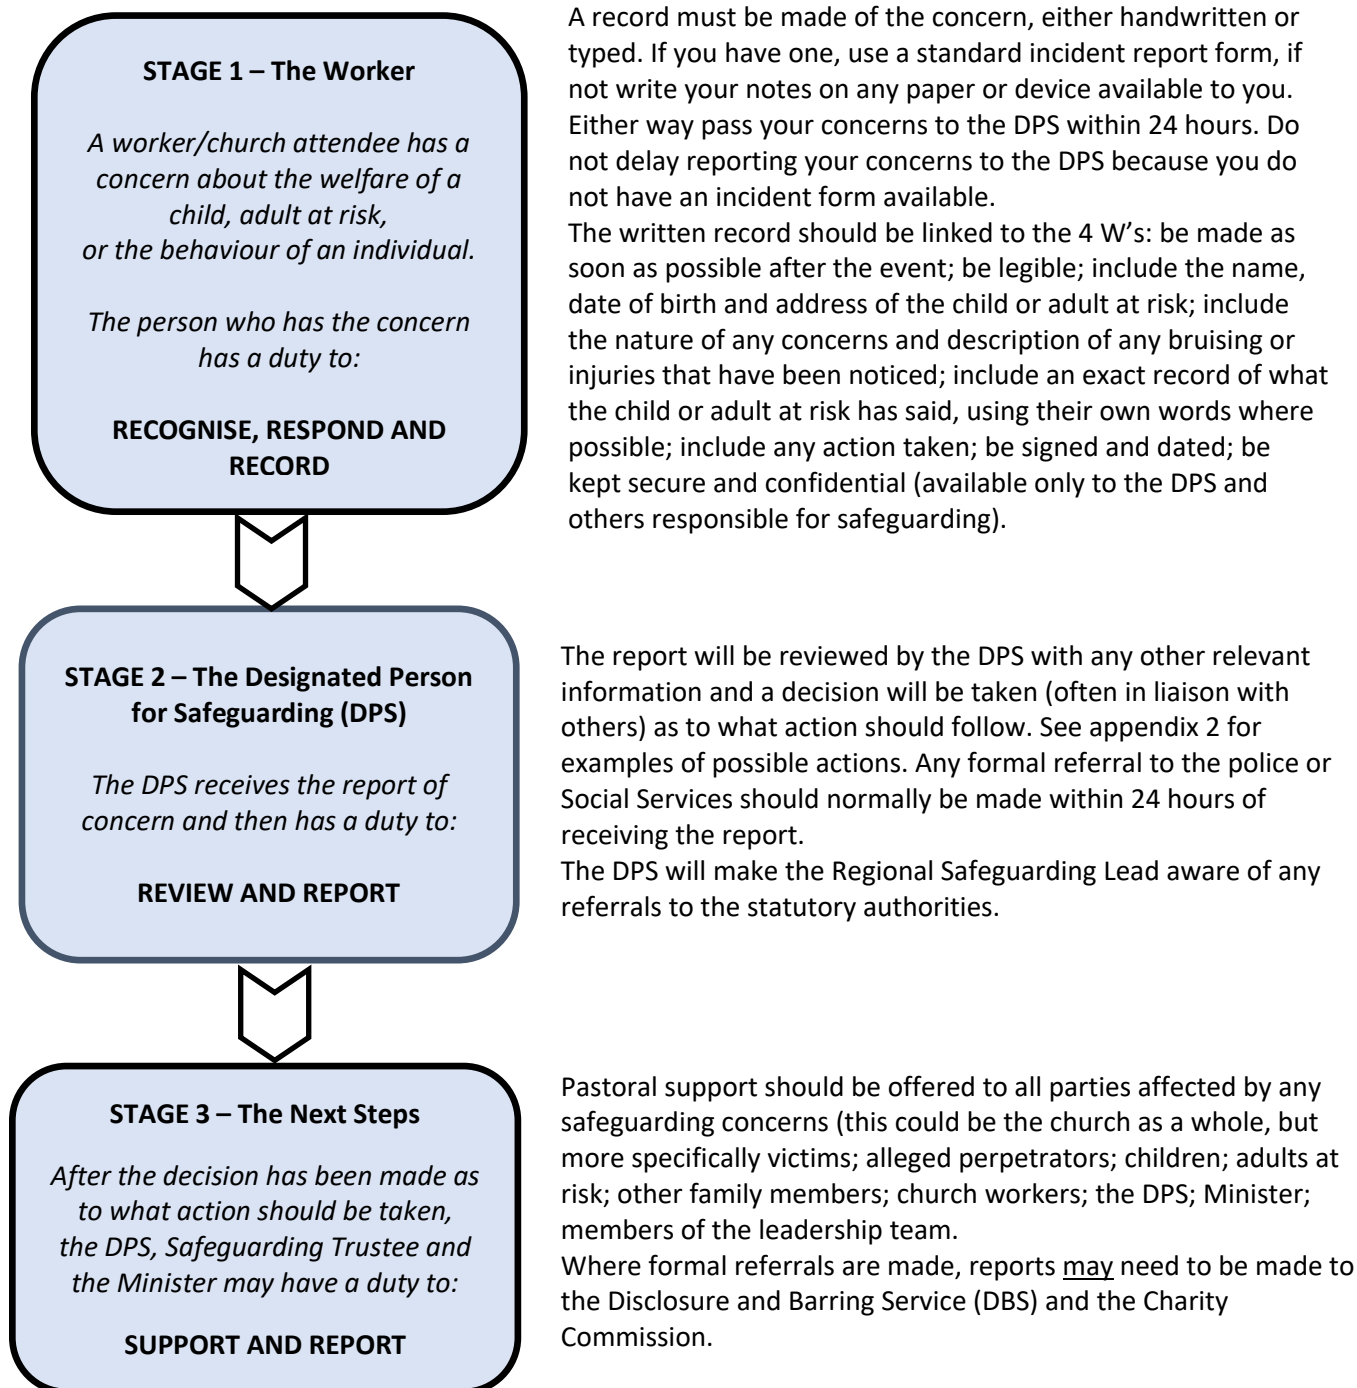 STAGE 1 – The Worker
A worker/church attendee has a
concern about the welfare of a
child, adult at risk,
or the behaviour of an individual.
The person who has the concern
has a duty to:
RECOGNISE, RESPOND AND
RECORD
A record must be made of the concern, either handwritten or
typed. If you have one, use a standard incident report form, if
not write your notes on any paper or device available to you.
Either way pass your concerns to the DPS within 24 hours. Do
not delay reporting your concerns to the DPS because you do
not have an incident form available.
The written record should be linked to the 4 W’s: be made as
soon as possible after the event; be legible; include the name,
date of birth and address of the child or adult at risk; include
the nature of any concerns and description of any bruising or
injuries that have been noticed; include an exact record of what
the child or adult at risk has said, using their own words where
possible; include any action taken; be signed and dated; be
kept secure and confidential (available only to the DPS and
others responsible for safeguarding).
STAGE 2 – The Designated Person
for Safeguarding (DPS)
The DPS receives the report of
concern and then has a duty to:
REVIEW AND REPORT
The report will be reviewed by the DPS with any other relevant
information and a decision will be taken (often in liaison with
others) as to what action should follow. See appendix 2 for
examples of possible actions. Any formal referral to the police or
Social Services should normally be made within 24 hours of
receiving the report.
The DPS will make the Regional Safeguarding Lead aware of any
referrals to the statutory authorities.
STAGE 3 – The Next Steps
After the decision has been made as
to what action should be taken,
the DPS, Safeguarding Trustee and
the Minister may have a duty to:
SUPPORT AND REPORT
Pastoral support should be offered to all parties affected by any
safeguarding concerns (this could be the church as a whole, but
more specifically victims; alleged perpetrators; children; adults at
risk; other family members; church workers; the DPS; Minister;
members of the leadership team.
Where formal referrals are made, reports may need to be made to
the Disclosure and Barring Service (DBS) and the Charity
Commission.